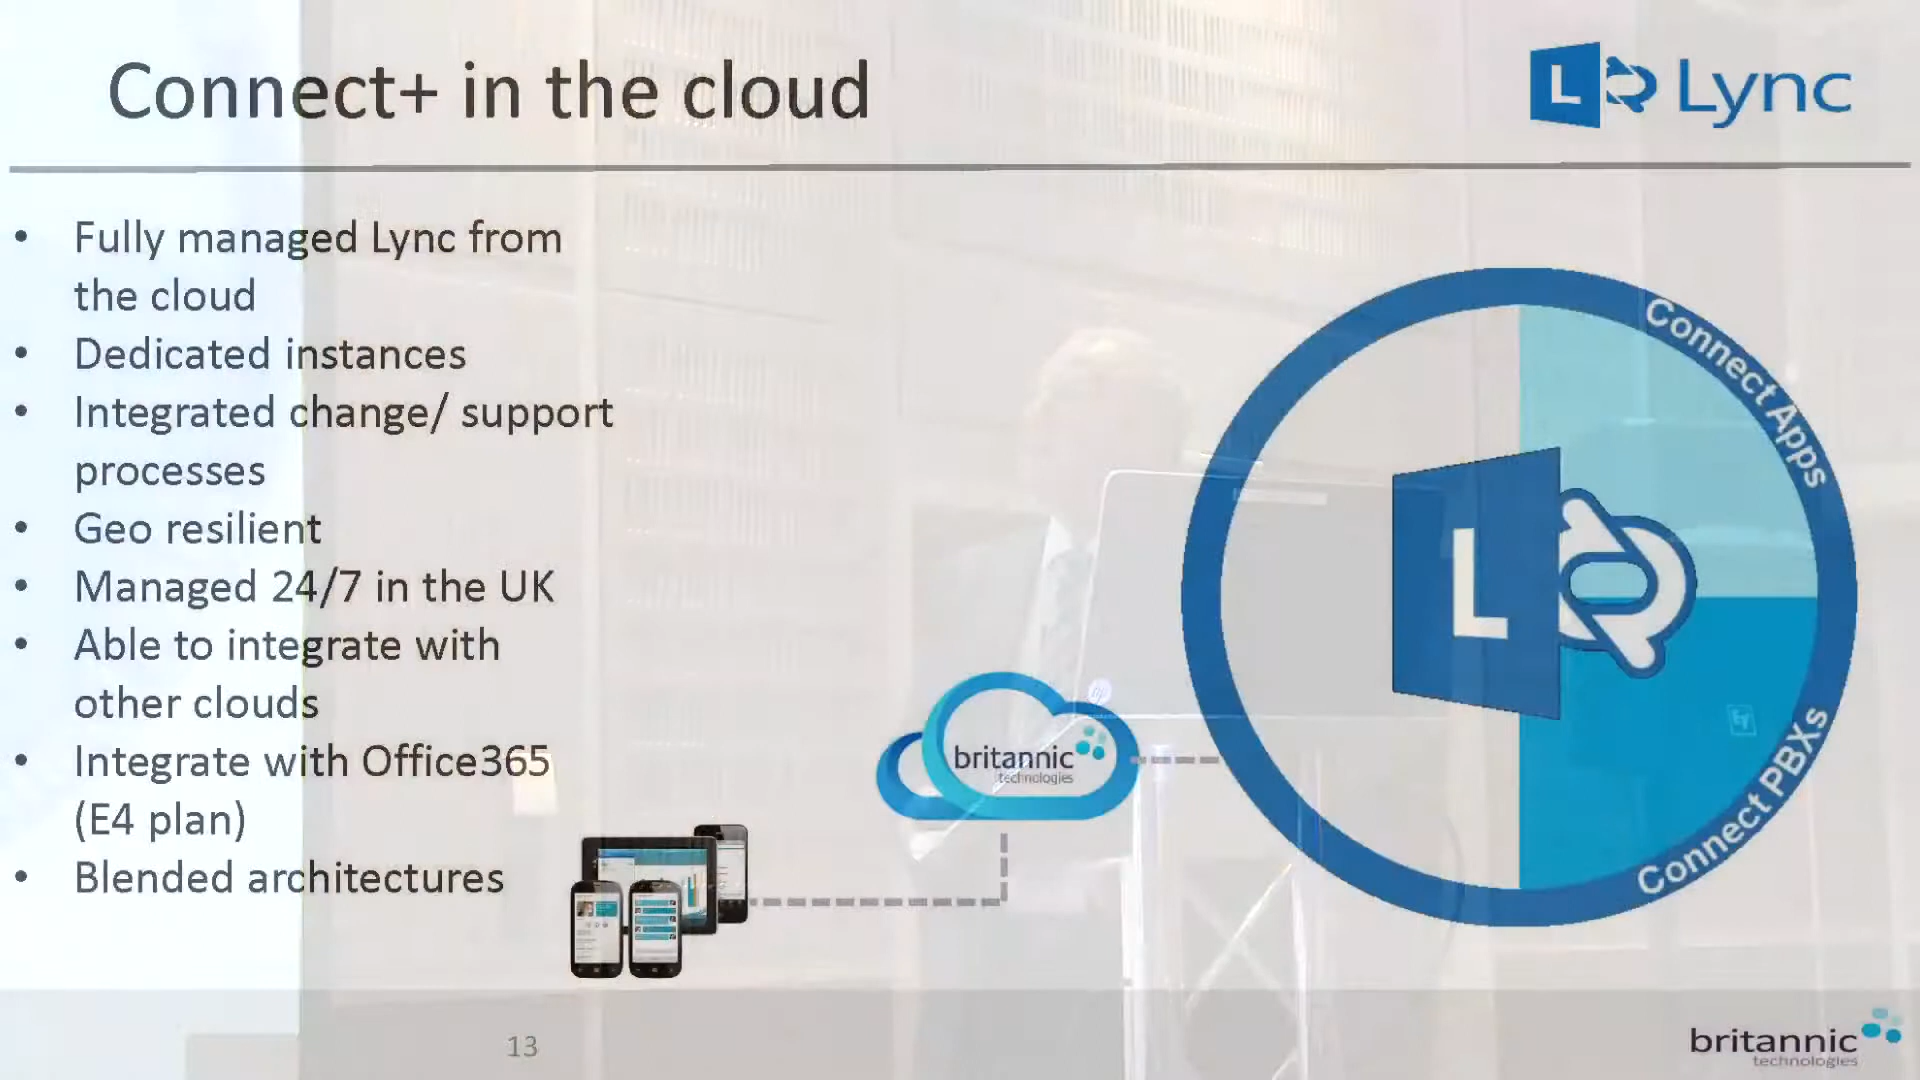 Connect+ in the cloud
L Lync
• Fully managed Lync from
the cloud
• Dedicated instances
• Integrated change/ support
processes
• Geo resilient
• Managed 24/7 in the UK
• Able to integrate with
other clouds
• Integrate with Office365
(E4 plan)
• Blended architectures
Connect Apps
L
Connect PBXs
britannic
technologies
hp
13
britannic
technologies